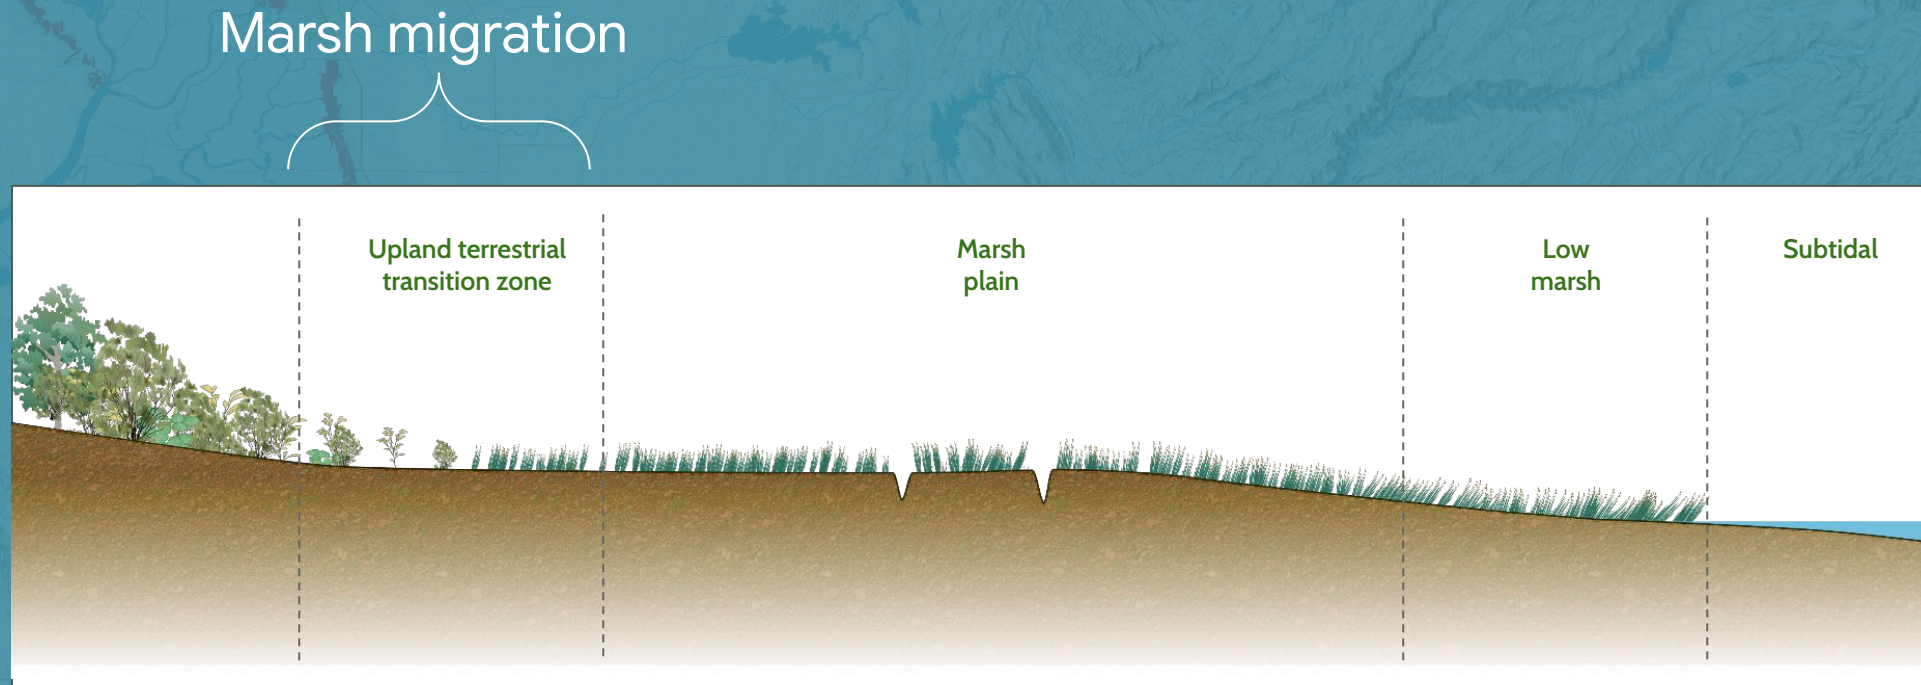 Marsh migration
Upland terrestrial
transition zone
Marsh
plain
Low
marsh
Subtidal